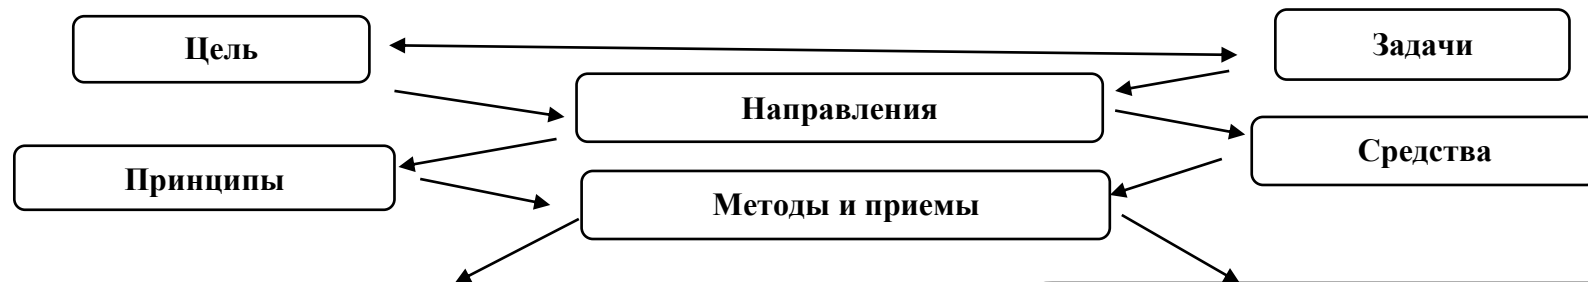 Цель
Задачи
Направления
Средства
Принципы
Методы и приемы